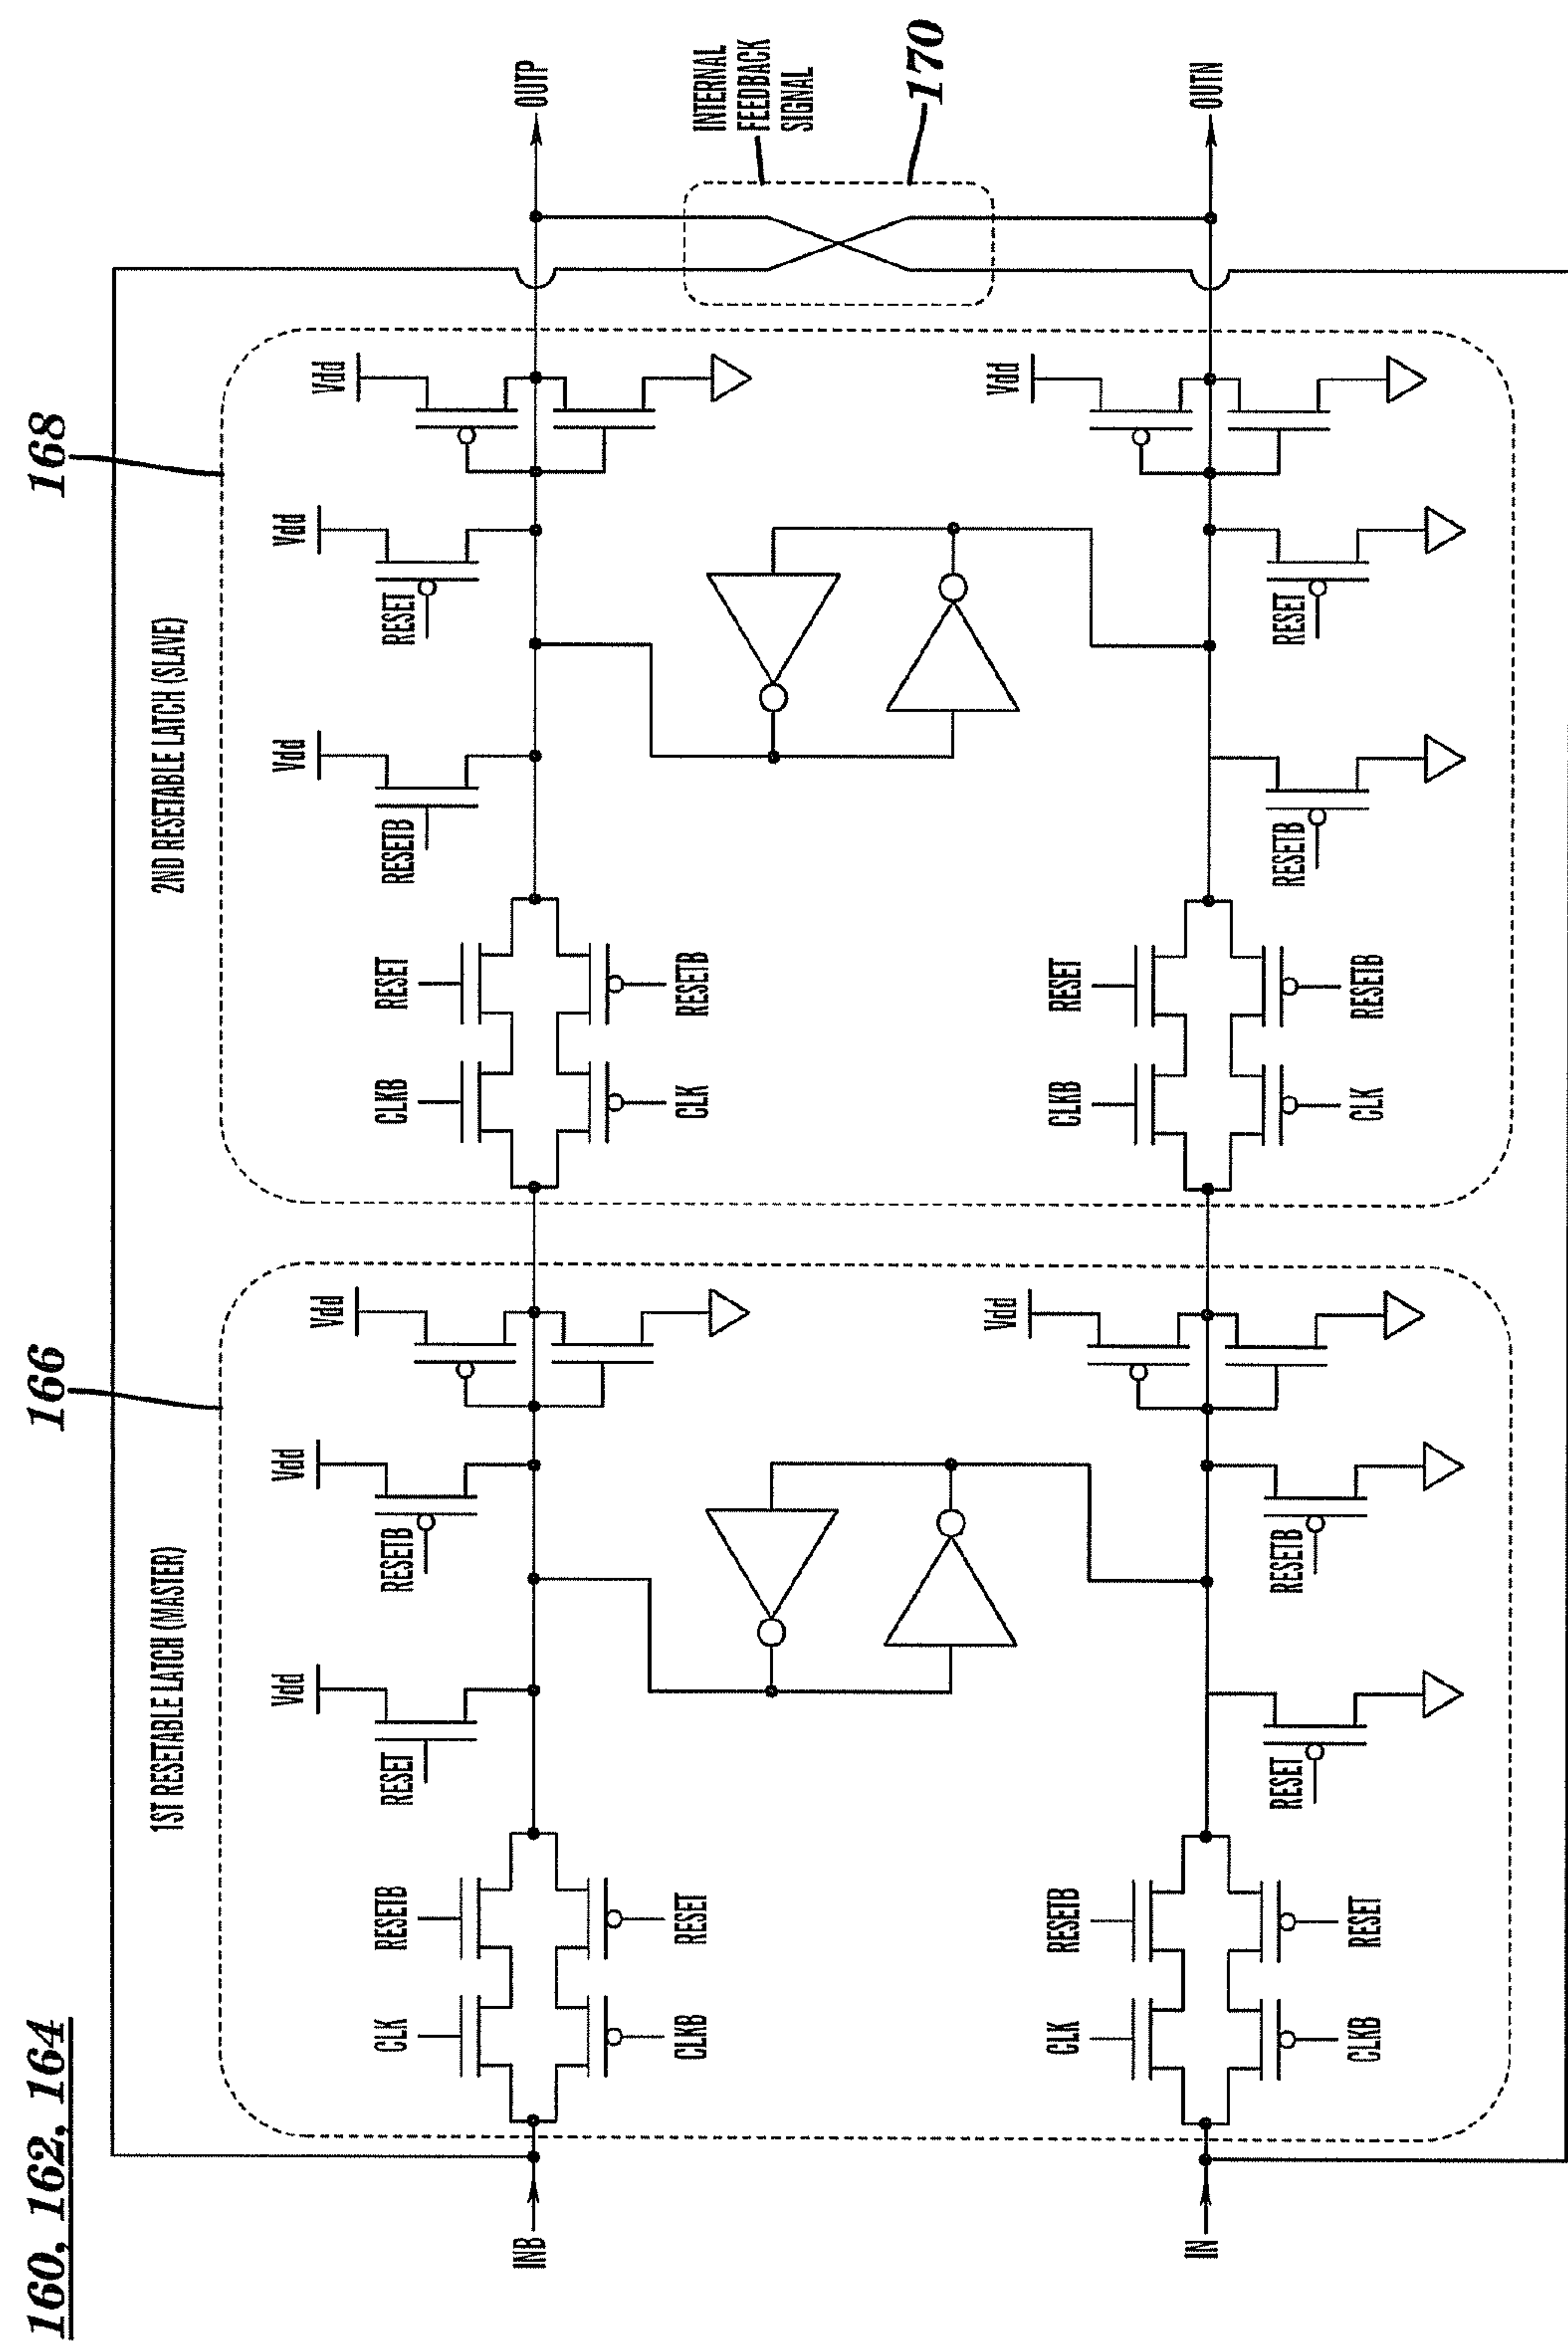 160, 162, 164
166
168
1ST RESETABLE LATCH (MASTER)
2ND RESETABLE LATCH (SLAVE)
Vdd
Vdd
Vdd
Vdd
Vdd
Vdd
CLK
RESETB
RESET
RESETB
CLKB
RESET
RESETB
RESET
INB
OUTP
CLKB
RESET
CLK
RESETB
INTERNAL
FEEDBACK
SIGNAL
170
Vdd
Vdd
CLK
RESETB
CLKB
RESET
IN
OUTN
RESET
RESETB
RESETB
RESET
CLKB
RESET
CLK
RESETB